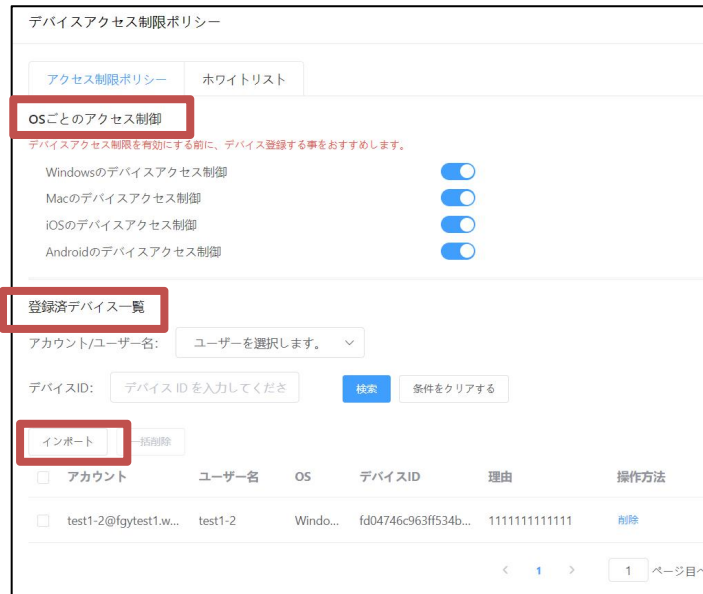 デバイスアクセス制限ポリシー
アクセス制限ポリシー ホワイトリスト
OSごとのアクセス制御
デバイスアクセス制限を有効にする前に、デバイス登録する事をおすすめします。
Windowsのデバイスアクセス制御
Macのデバイスアクセス制御
iOSのデバイスアクセス制御
Androidのデバイスアクセス制御
登録済デバイス一覧
アカウント/ユーザー名: ユーザーを選択します。
デバイスID: デバイス ID を入力してくださ 検索 条件をクリアする
インポート 一括削除
アカウント ユーザー名 OS デバイスID 理由 操作方法
test1-2@fgytest1.w... test1-2 Windo... fd04746c963ff534b... 1111111111111 削除
< 1 > 1 ページ目へ